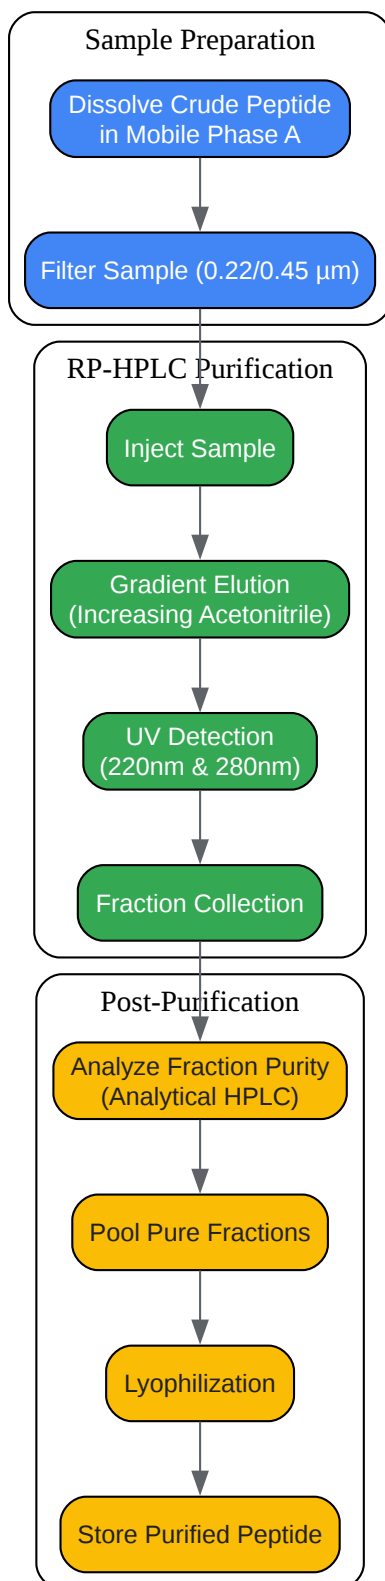 Sample Preparation
Dissolve Crude Peptide
in Mobile Phase A
Filter Sample (0.22/0.45 µm)
RP-HPLC Purification
Inject Sample
Gradient Elution
(Increasing Acetonitrile)
UV Detection
(220nm & 280nm)
Fraction Collection
Post-Purification
Analyze Fraction Purity
(Analytical HPLC)
Pool Pure Fractions
Lyophilization
Store Purified Peptide